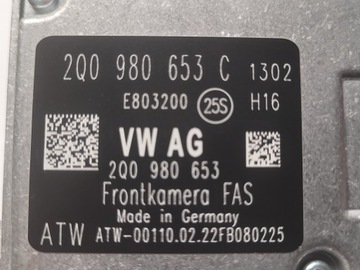 2Q0 980 653 C 1302
E803200 25S H16
VW AG
2Q0 980 653
Frontkamera FAS
Made in Germany
ATW ATW-00110.02.22FB080225